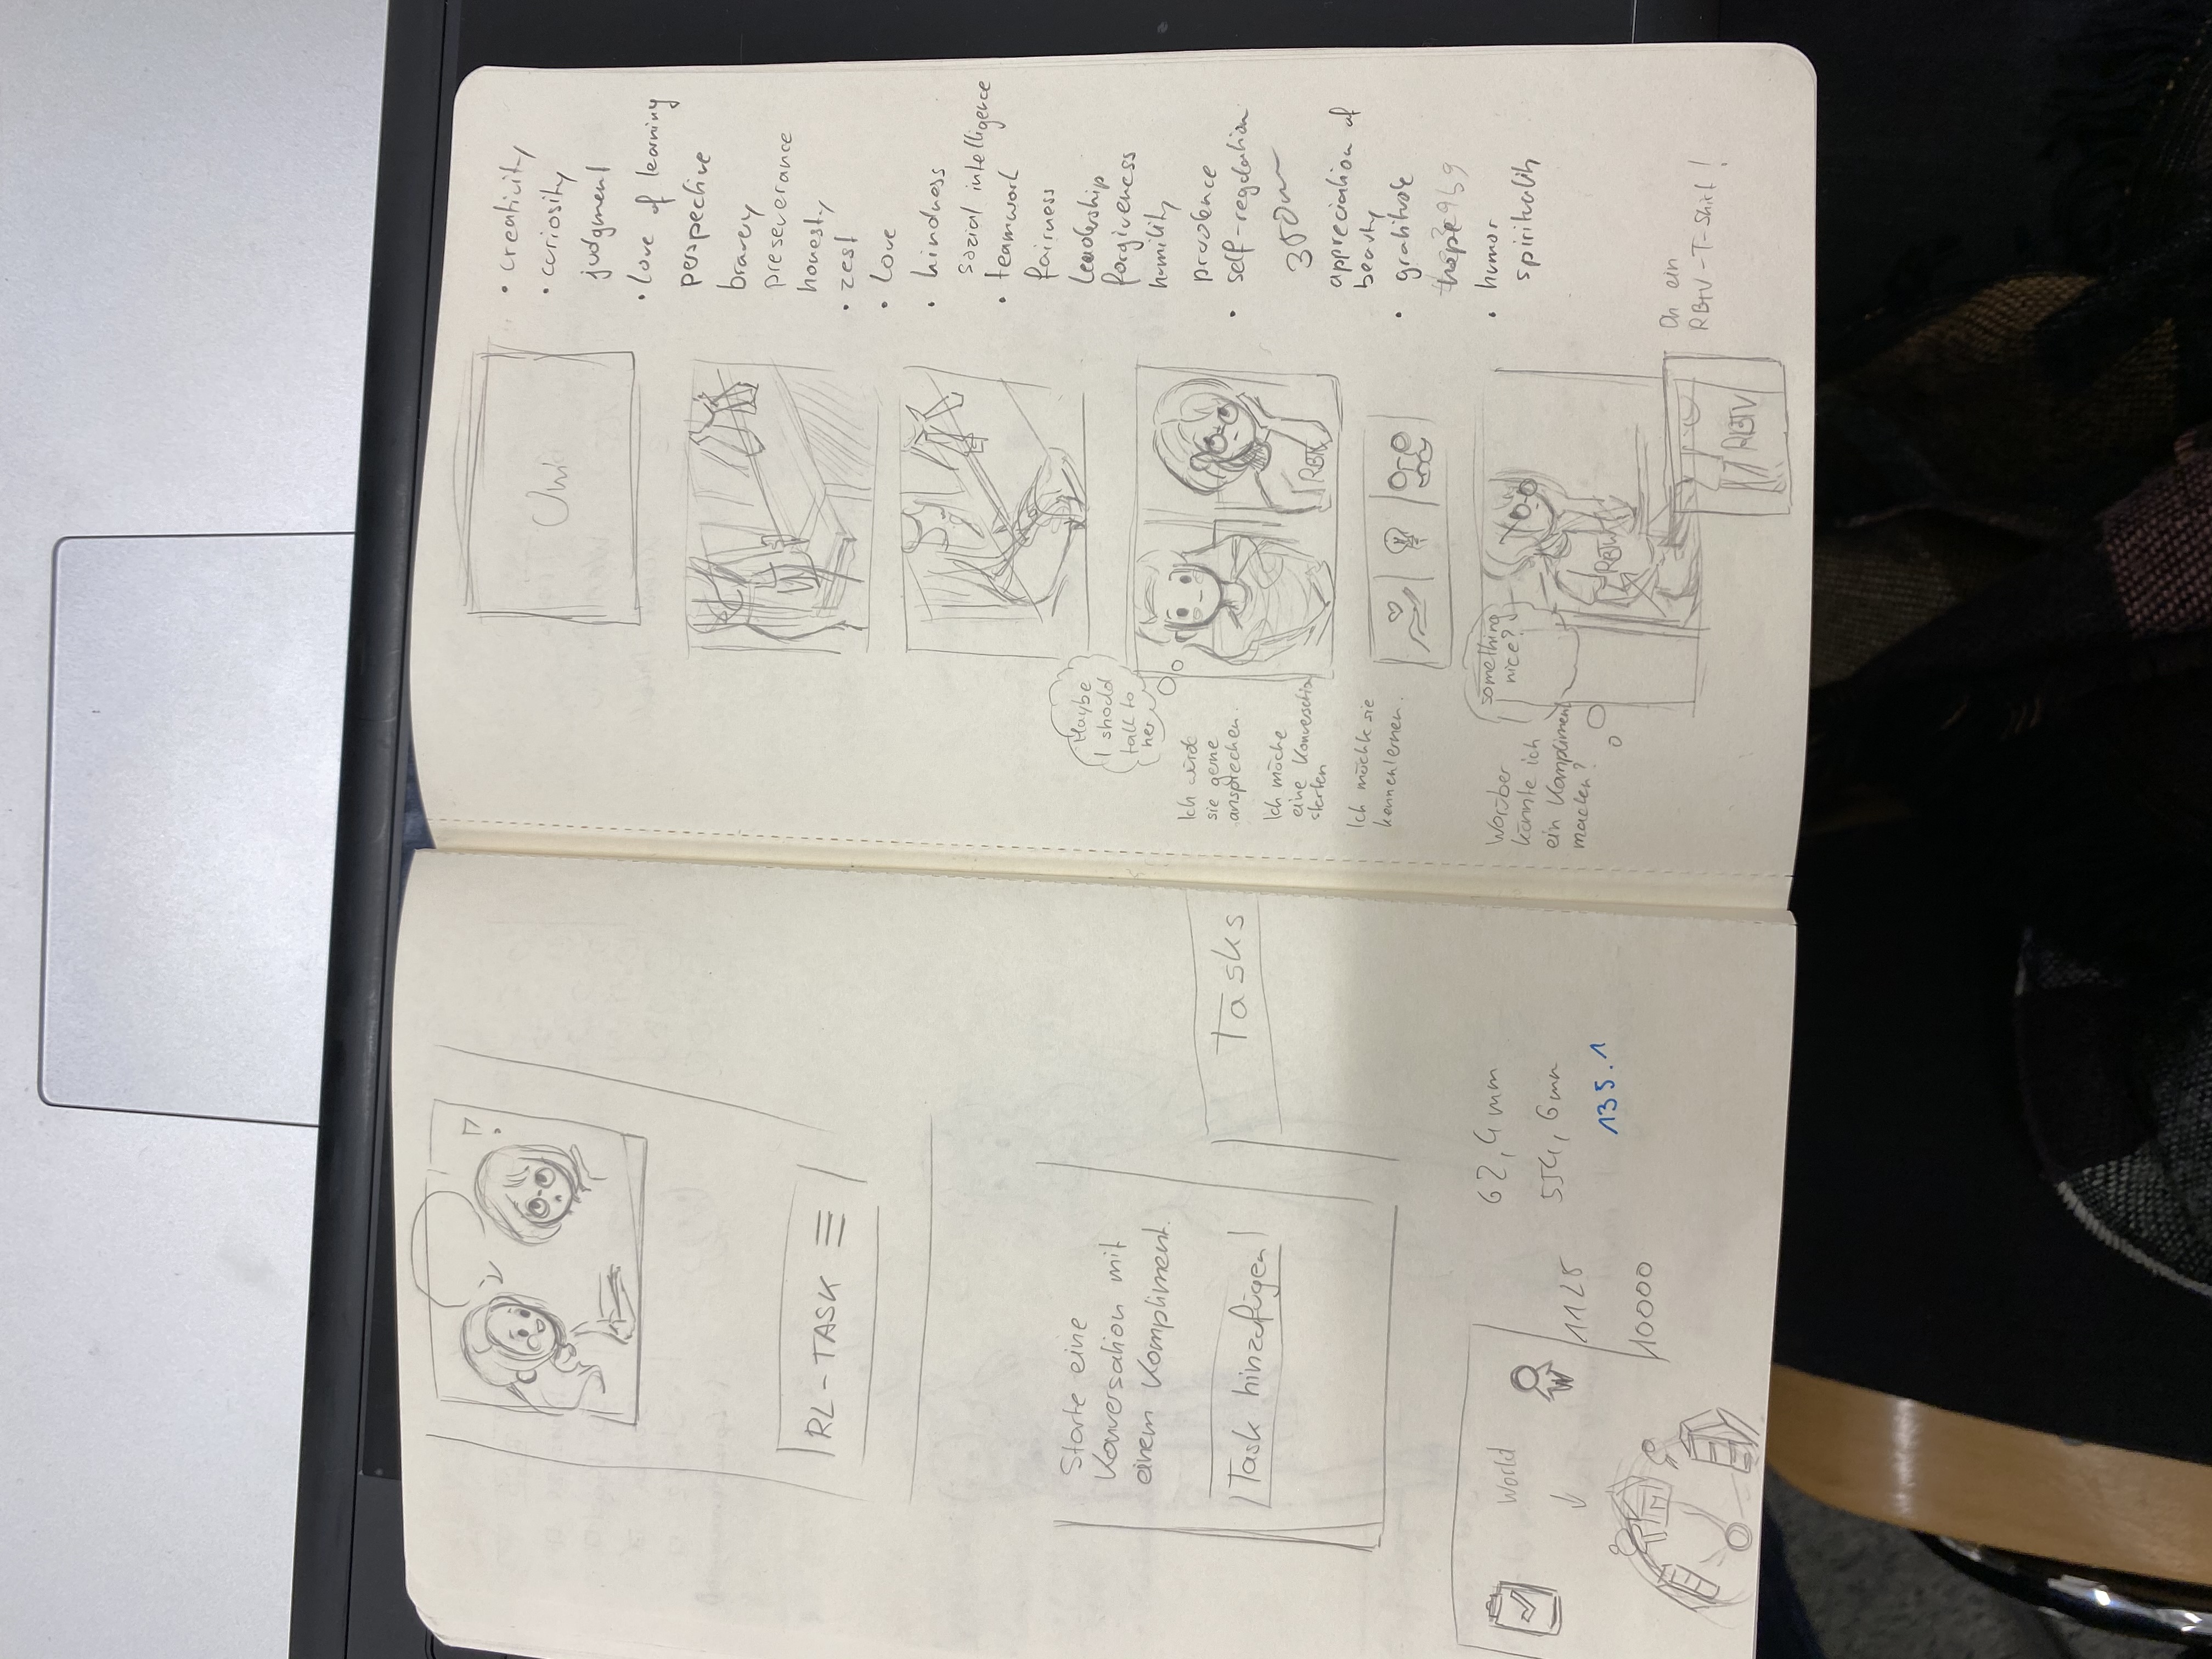 RL-TASK
Starte eine
Konversation mit
einem Kompliment.
Task hinzufügen
Tasks
World
1128
10000
62,4 mm
554,6 mm
135.1
Uni
Maybe
I should
talk to
her
Ich würde
sie gerne
ansprechen.
Ich möche
eine Konversation
starten
RBTV
Ich möchte sie
kennenlernen.
Worüber
könnte ich
ein Kompliment
machen?
something
nice?
RBTV
RBTV
Oh ein
RBTV-T-Shirt!
• creativity
• curiosity
judgment
• love of learning
perspective
bravery
preseverance
honesty
• zest
• love
• kindness
sozial intelligence
• teamwork
fairness
leadership
forgiveness
humility
prudence
• self-regulation
appreciation of
beauty
• gratitude
hope
• humor
spirituality